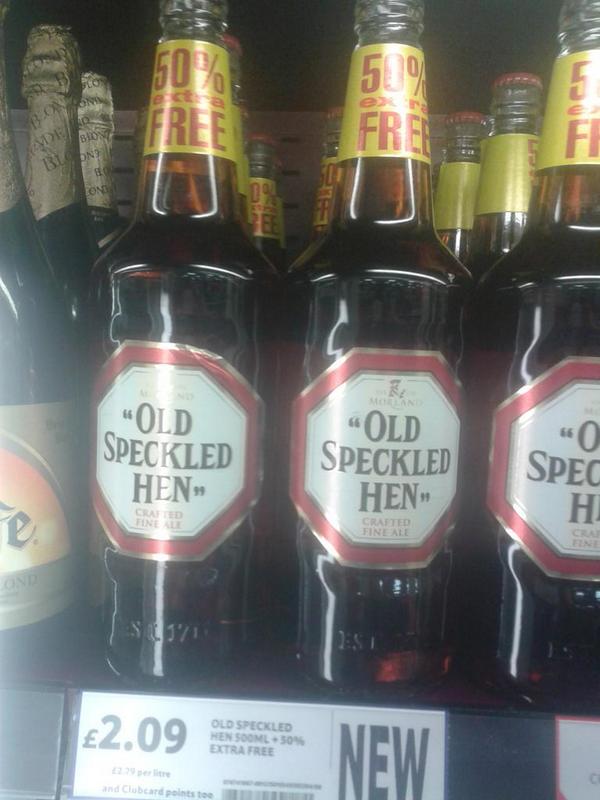 50%
extra
FREE
50%
extra
FREE
MORLAND
"OLD
SPECKLED
HEN"
CRAFTED
FINE ALE
MORLAND
"OLD
SPECKLED
HEN"
CRAFTED
FINE ALE
BLOND
£2.09
OLD SPECKLED
HEN 500ML + 50%
EXTRA FREE
£2.79 per litre
and Clubcard points too
NEW